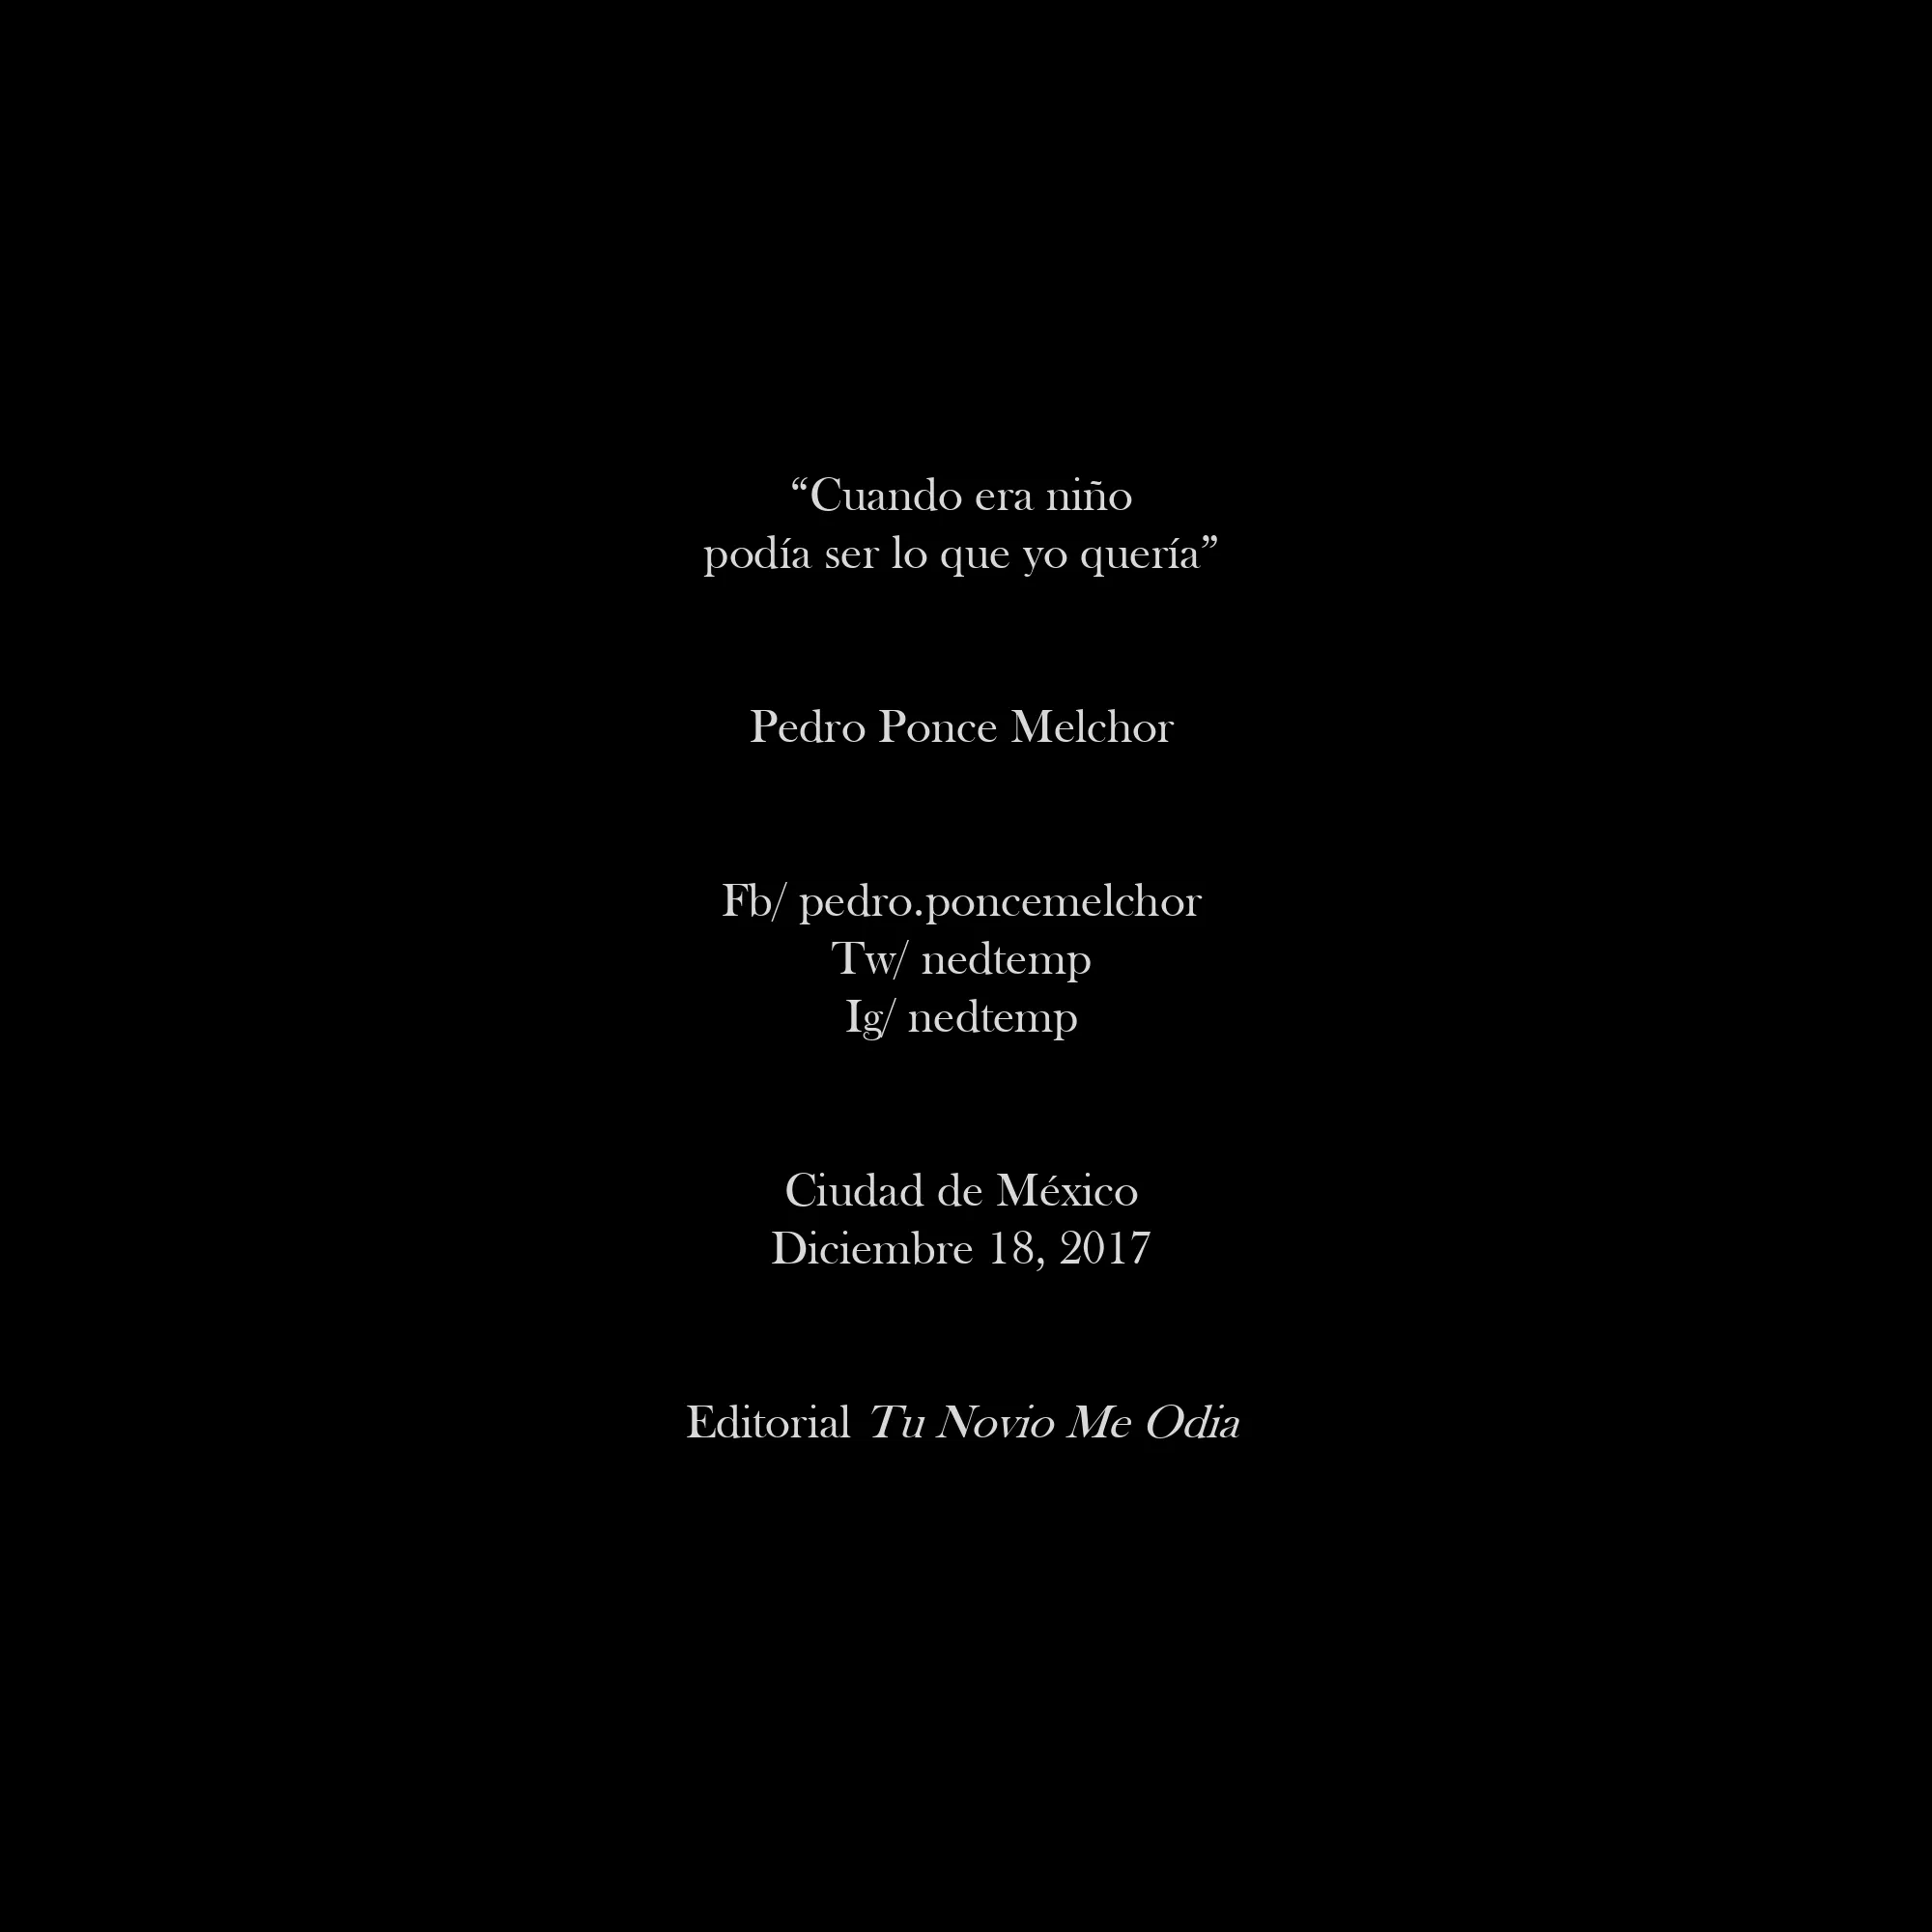 “Cuando era niño
podía ser lo que yo quería”
Pedro Ponce Melchor
Fb/ pedro.poncemelchor
Tw/ nedtemp
Ig/ nedtemp
Ciudad de México
Diciembre 18, 2017
Editorial Tu Novio Me Odia